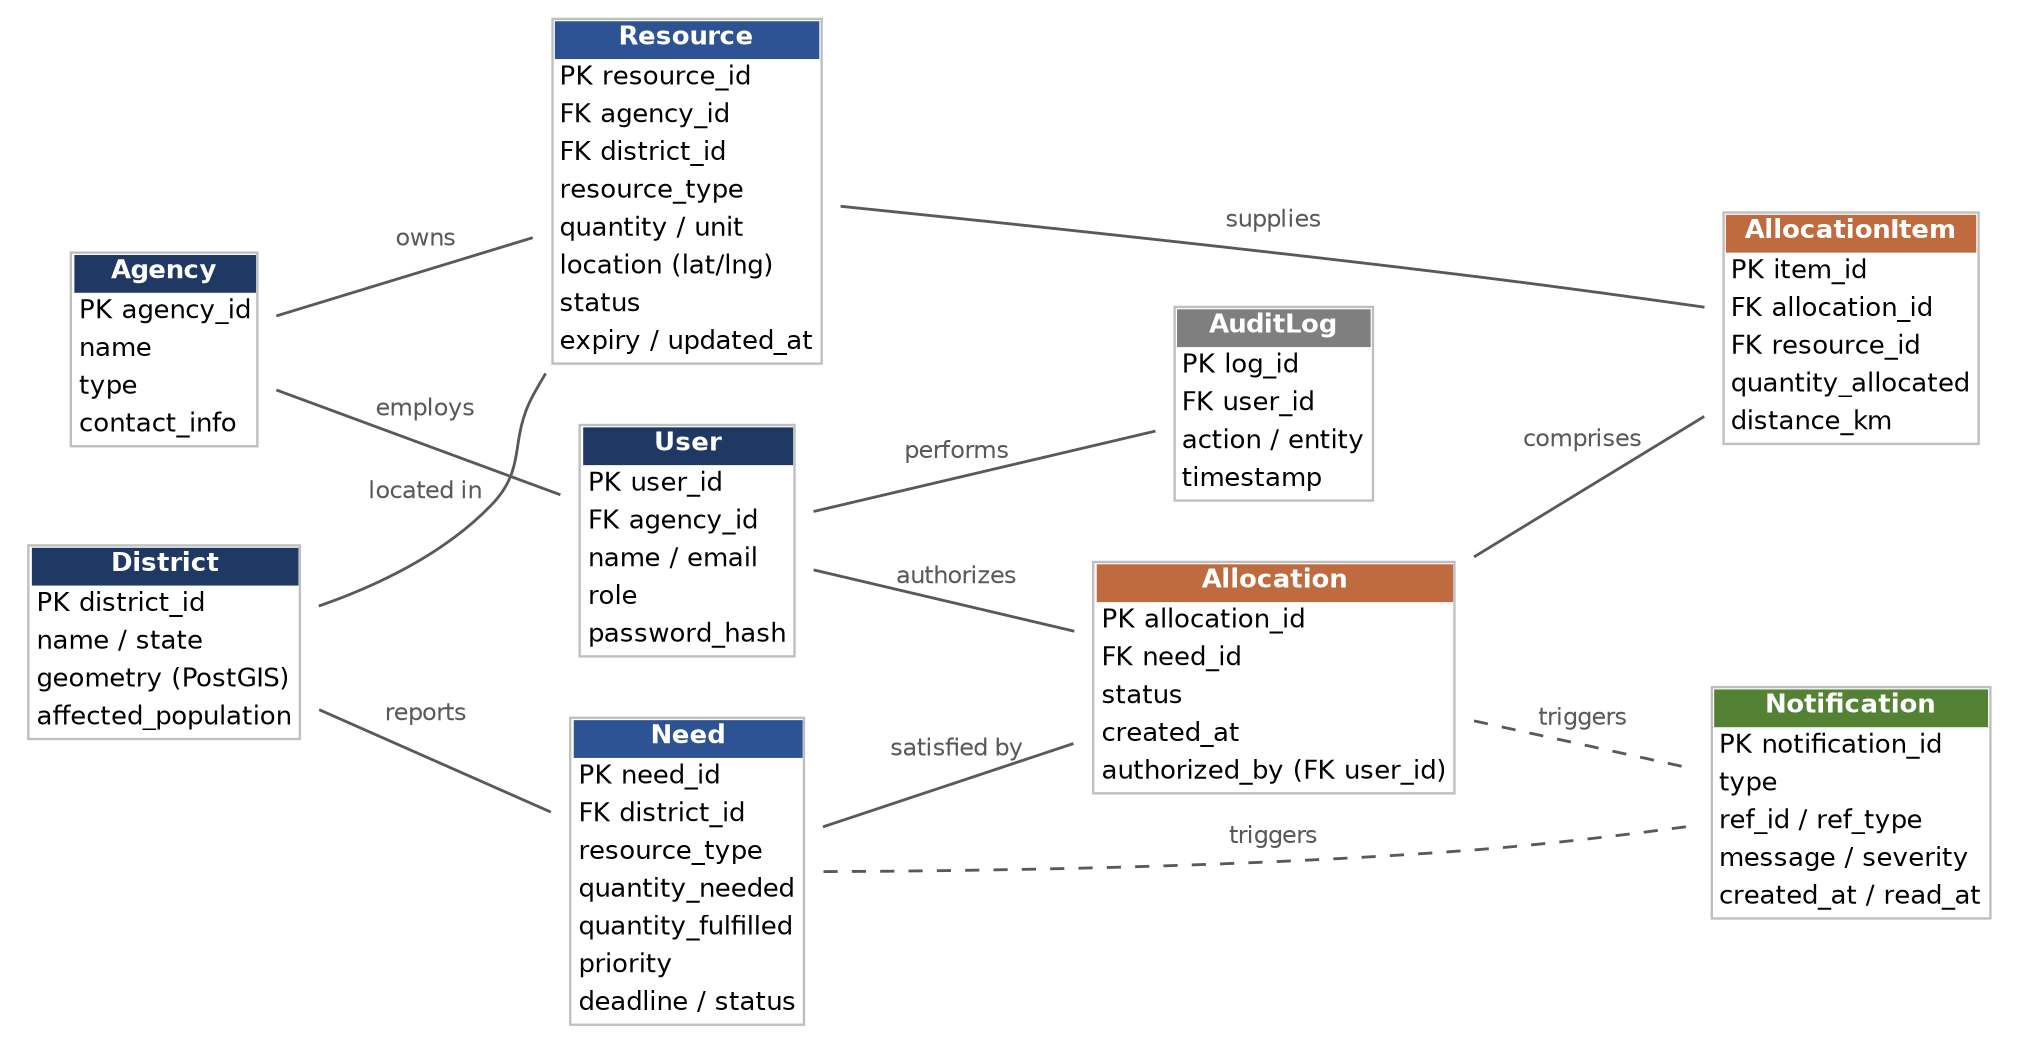 Resource
PK resource_id
FK agency_id
FK district_id
resource_type
quantity / unit
location (lat/lng)
status
expiry / updated_at
Agency
PK agency_id
name
type
contact_info
owns
employs
located in
District
PK district_id
name / state
geometry (PostGIS)
affected_population
reports
User
PK user_id
FK agency_id
name / email
role
password_hash
Need
PK need_id
FK district_id
resource_type
quantity_needed
quantity_fulfilled
priority
deadline / status
supplies
performs
authorizes
satisfied by
triggers
AuditLog
PK log_id
FK user_id
action / entity
timestamp
Allocation
PK allocation_id
FK need_id
status
created_at
authorized_by (FK user_id)
comprises
triggers
AllocationItem
PK item_id
FK allocation_id
FK resource_id
quantity_allocated
distance_km
Notification
PK notification_id
type
ref_id / ref_type
message / severity
created_at / read_at